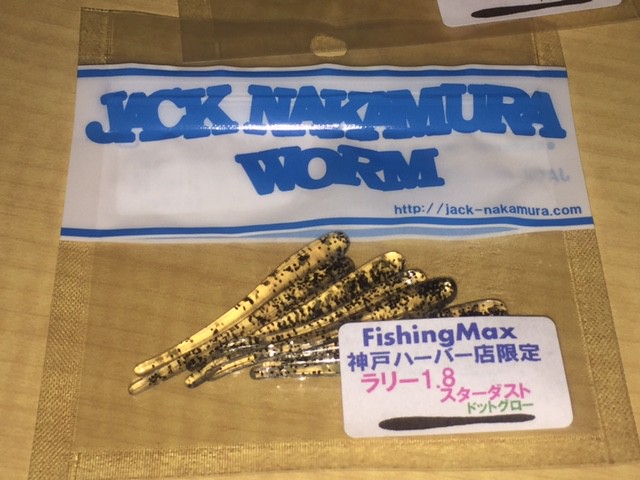 JACK NAKAMURA
WORM
http://jack-nakamura.com
FishingMax
神戸ハーバー店限定
ラリー1.8
スターダスト
ドットグロー